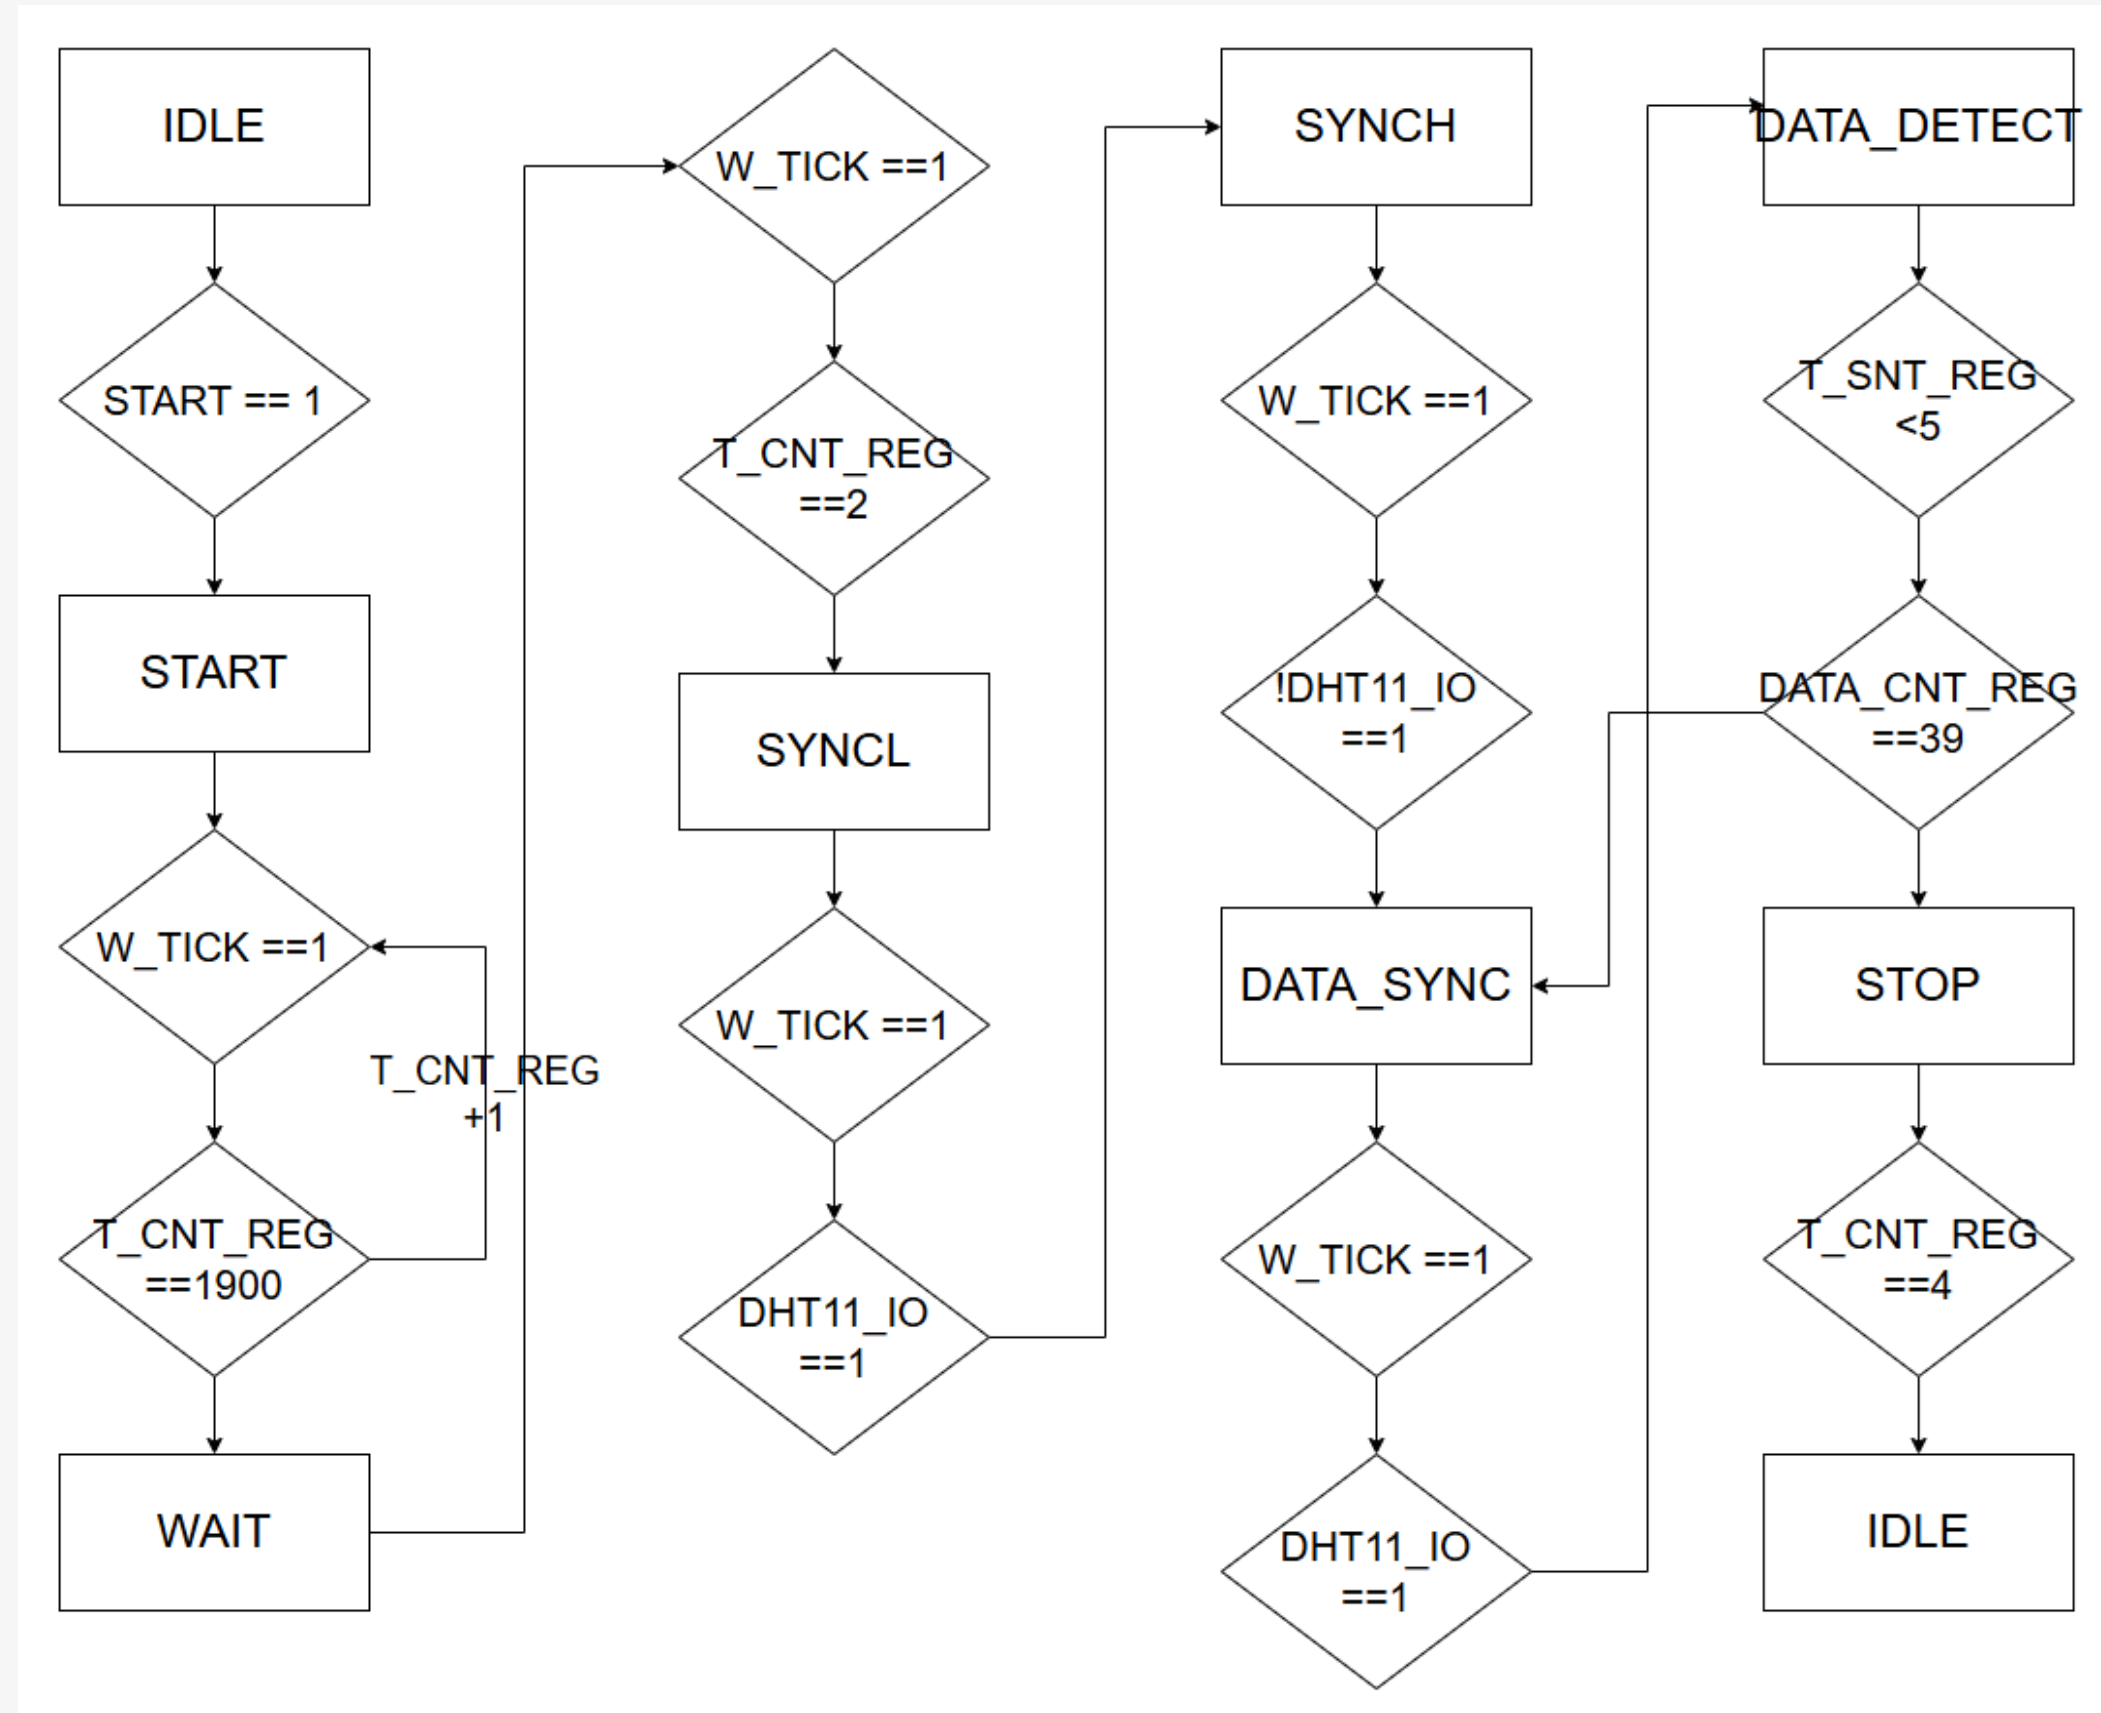 IDLE
START == 1
START
W_TICK ==1
T_CNT_REG
+1
T_CNT_REG
==1900
WAIT
W_TICK ==1
T_CNT_REG
==2
SYNCL
W_TICK ==1
DHT11_IO
==1
SYNCH
W_TICK ==1
!DHT11_IO
==1
DATA_SYNC
W_TICK ==1
DHT11_IO
==1
DATA_DETECT
T_SNT_REG
<5
DATA_CNT_REG
==39
STOP
T_CNT_REG
==4
IDLE